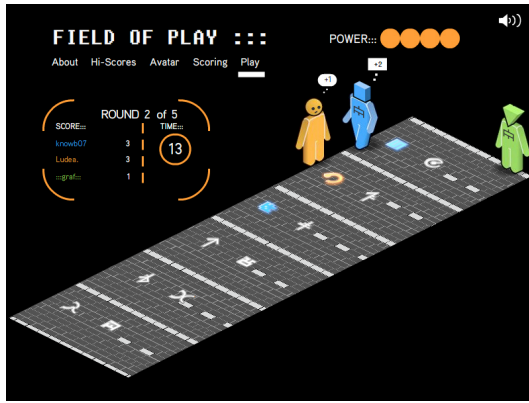 FIELD OF PLAY :::
POWER:::
About Hi-Scores Avatar Scoring Play
+1
+2
ROUND 2 of 5
SCORE::: TIME:::
knowb07 3
13
Ludea. 3
:::graf::: 1